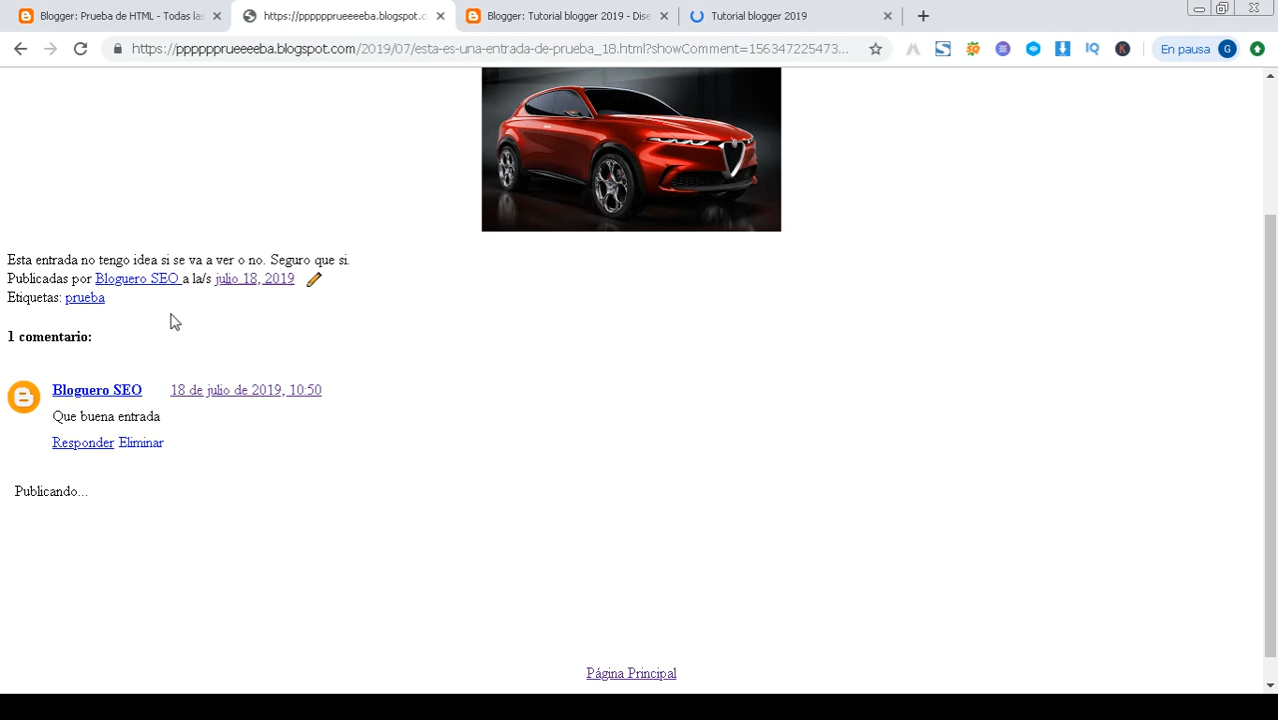 Blogger: Prueba de HTML - Todas las
https://pppppprueeeeba.blogspot.c
Blogger: Tutorial blogger 2019 - Dise
Tutorial blogger 2019
https://pppppprueeeeba.blogspot.com/2019/07/esta-es-una-entrada-de-prueba_18.html?showComment=156347225473...
IQ
K
En pausa
G
Esta entrada no tengo idea si se va a ver o no. Seguro que si.
Publicadas por Bloguero SEO a la/s julio 18, 2019
Etiquetas: prueba
1 comentario:
Bloguero SEO 18 de julio de 2019, 10:50
Que buena entrada
Responder Eliminar
Publicando...
Página Principal